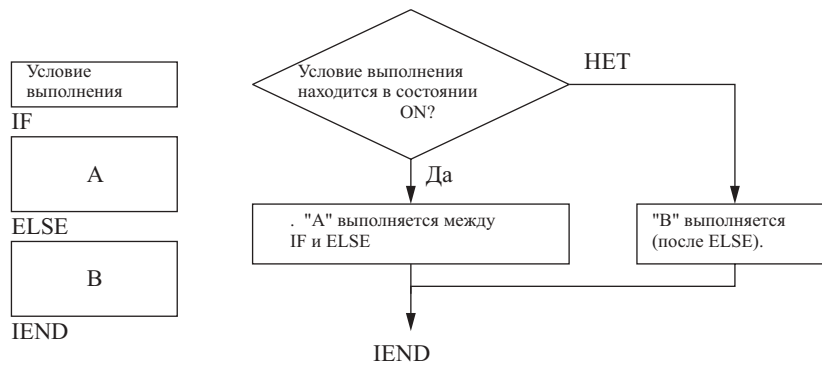 Условие
выполнения
IF
A
ELSE
B
IEND
Условие выполнения
находится в состоянии
ON?
НЕТ
Да
. "A" выполняется между
IF и ELSE
"B" выполняется
(после ELSE).
IEND